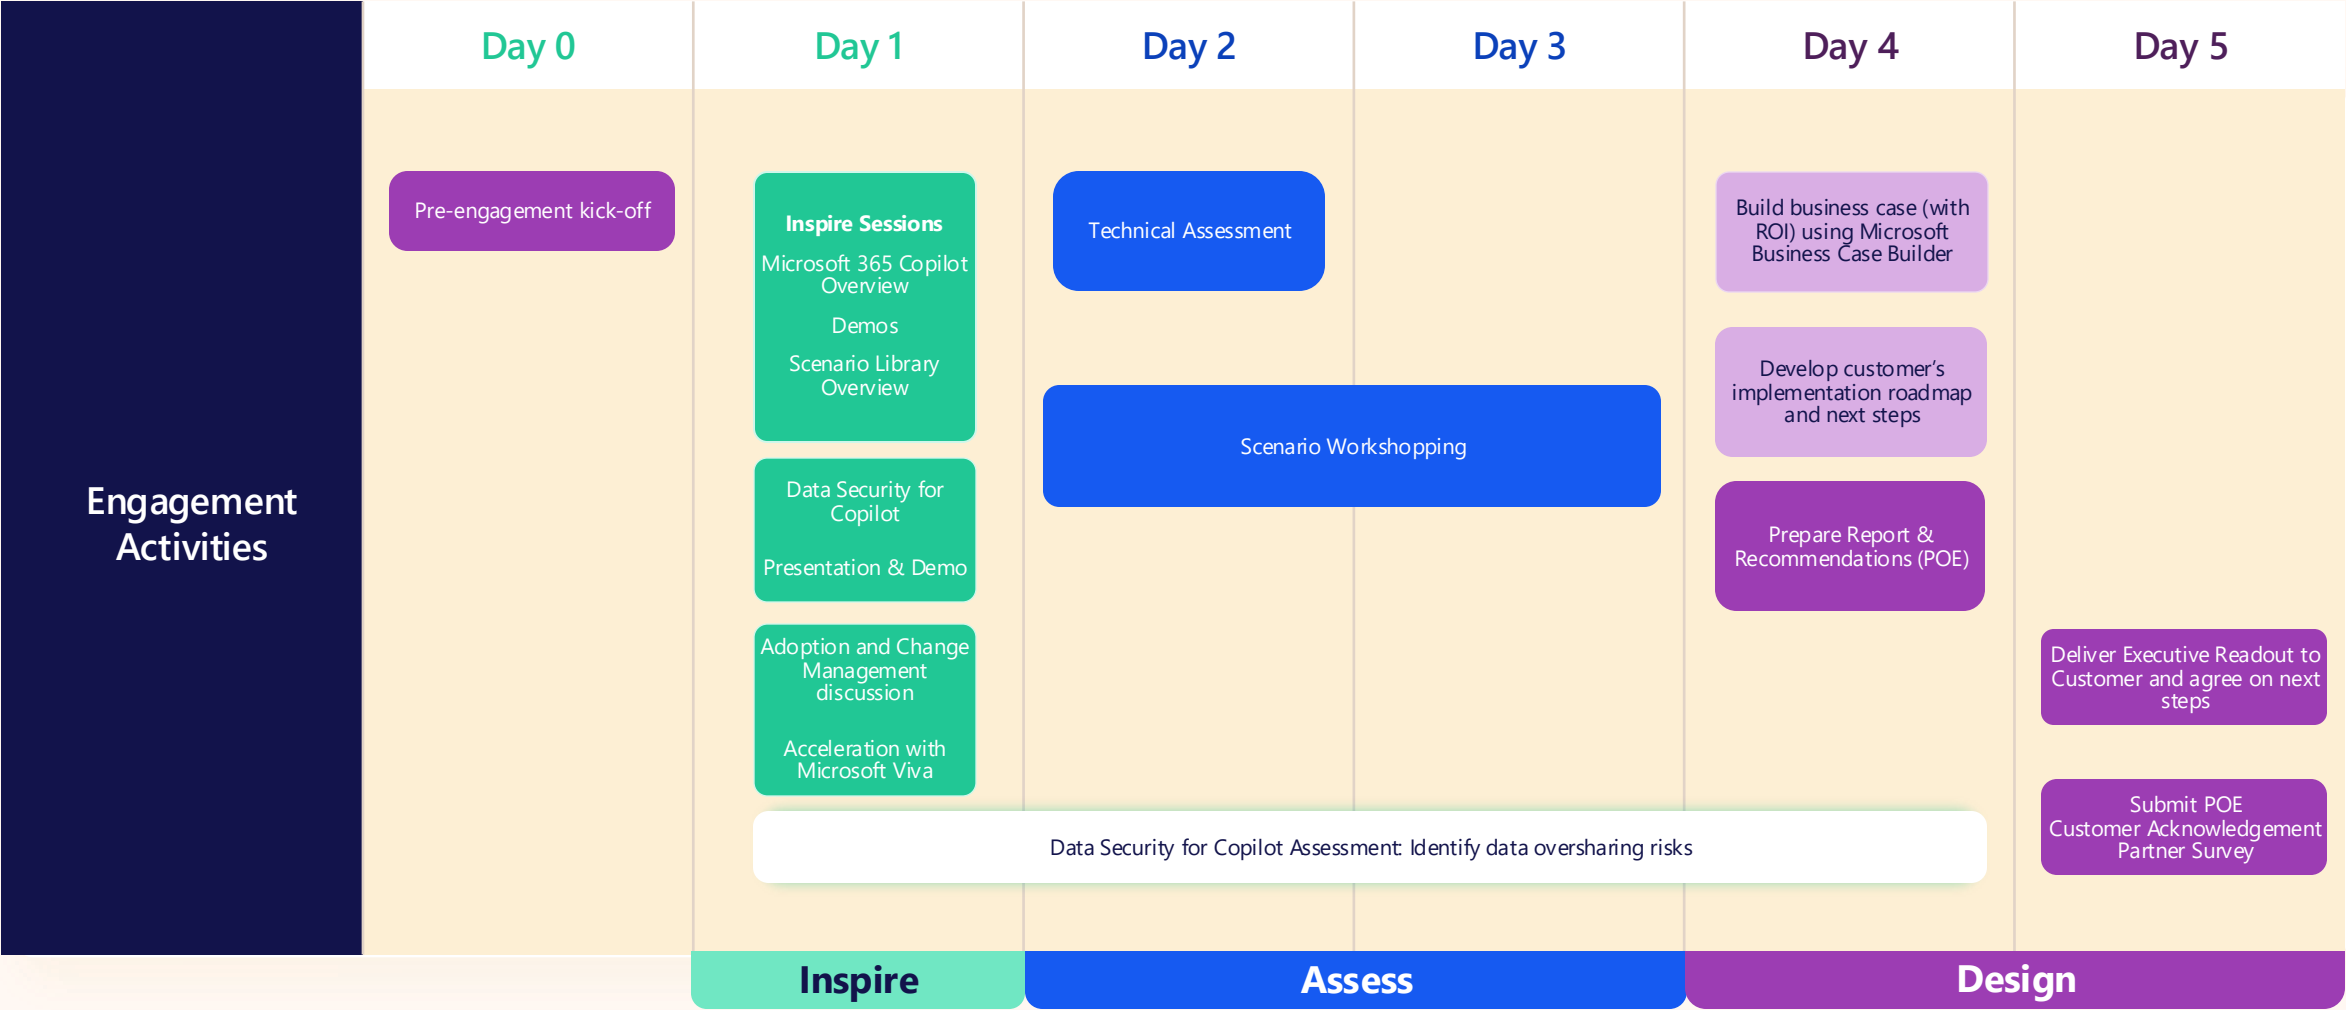 Day 0
Day 1
Day 2
Day 3
Day 4
Day 5
Engagement
Activities
Pre-engagement kick-off
Inspire Sessions
Microsoft 365 Copilot
Overview
Demos
Scenario Library
Overview
Data Security for
Copilot
Presentation & Demo
Adoption and Change
Management
discussion
Acceleration with
Microsoft Viva
Technical Assessment
Scenario Workshopping
Build business case (with
ROI) using Microsoft
Business Case Builder
Develop customer’s
implementation roadmap
and next steps
Prepare Report &
Recommendations (POE)
Deliver Executive Readout to
Customer and agree on next
steps
Submit POE
Customer Acknowledgement
Partner Survey
Data Security for Copilot Assessment: Identify data oversharing risks
Inspire
Assess
Design